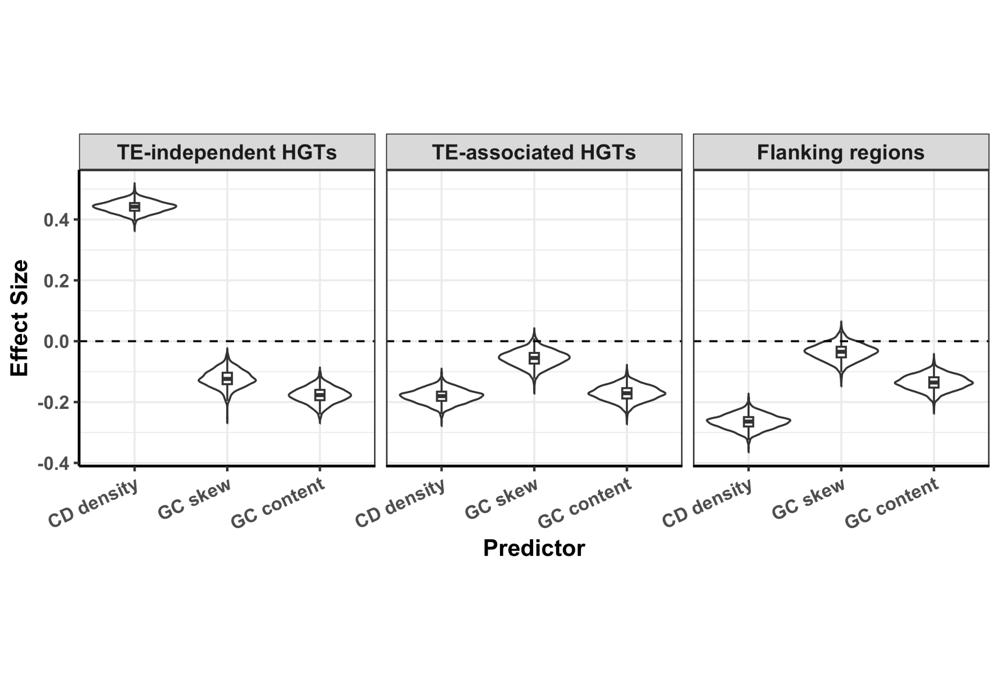 TE-independent HGTs
TE-associated HGTs
Flanking regions
Effect Size
0.4
0.2
0.0
-0.2
-0.4
CD density
GC skew
GC content
CD density
GC skew
GC content
CD density
GC skew
GC content
Predictor